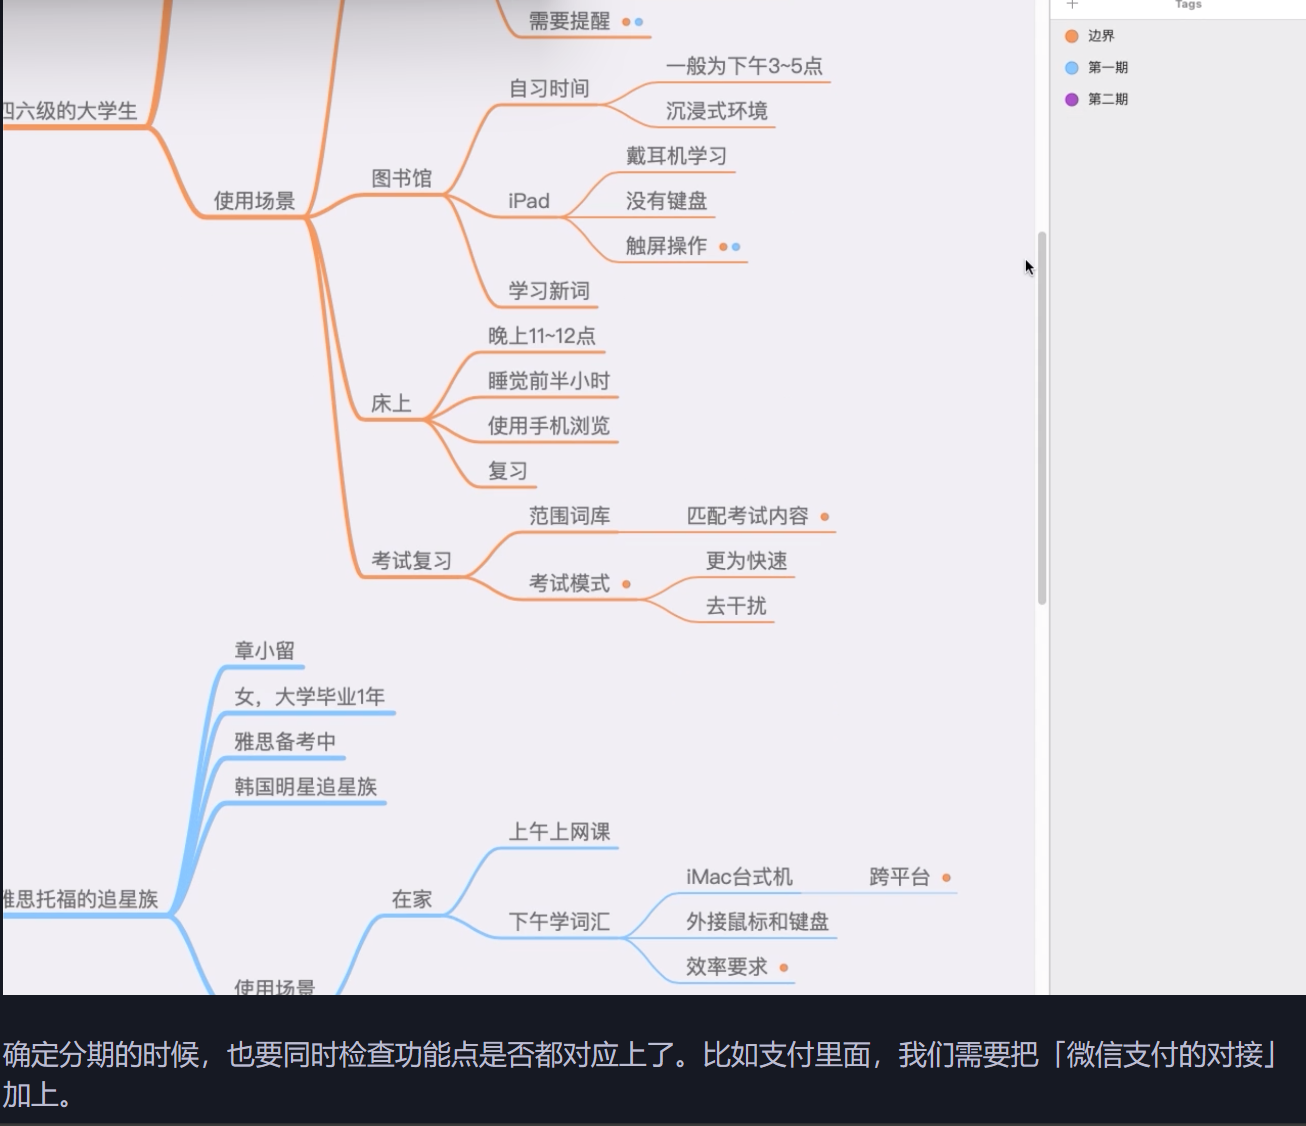 需要提醒
Tags
边界
第一期
第二期
四六级的大学生
使用场景
图书馆
自习时间
一般为下午3~5点
沉浸式环境
iPad
戴耳机学习
没有键盘
触屏操作
学习新词
床上
晚上11~12点
睡觉前半小时
使用手机浏览
复习
考试复习
范围词库
匹配考试内容
考试模式
更为快速
去干扰
雅思托福的追星族
章小留
女，大学毕业1年
雅思备考中
韩国明星追星族
使用场景
在家
上午上网课
下午学词汇
iMac台式机
跨平台
外接鼠标和键盘
效率要求
确定分期的时候，也要同时检查功能点是否都对应上了。比如支付里面，我们需要把「微信支付的对接」
加上。